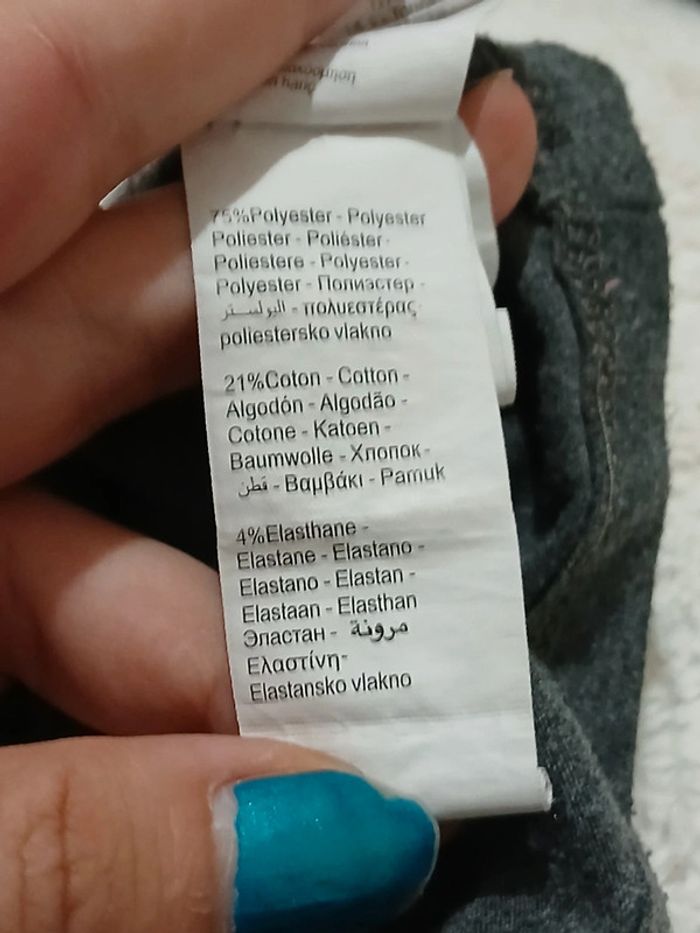 75%Polyester - Polyester
Poliester - Poliéster-
Poliestere - Polyester-
Polyester - Полиэстер -
البوليستر - πολυεστέρας
poliestersko vlakno
21%Coton - Cotton -
Algodón - Algodão -
Cotone - Katoen -
Baumwolle - Хлопок-
قطن - Βαμβάκι - Pamuk
4%Elasthane -
Elastane - Elastano -
Elastano - Elastan -
Elastaan - Elasthan
Эластан - مرونة
Ελαστίνη-
Elastansko vlakno